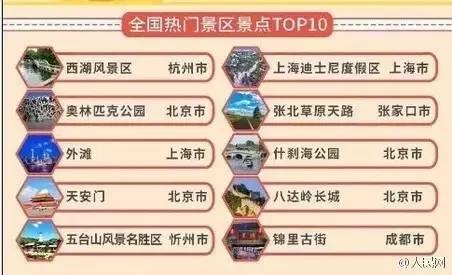 全国热门景区景点TOP10
西湖风景区 杭州市
上海迪士尼度假区 上海市
奥林匹克公园 北京市
张北草原天路 张家口市
外滩 上海市
什刹海公园 北京市
天安门 北京市
八达岭长城 北京市
五台山风景名胜区 忻州市
锦里古街 成都市
@人民网